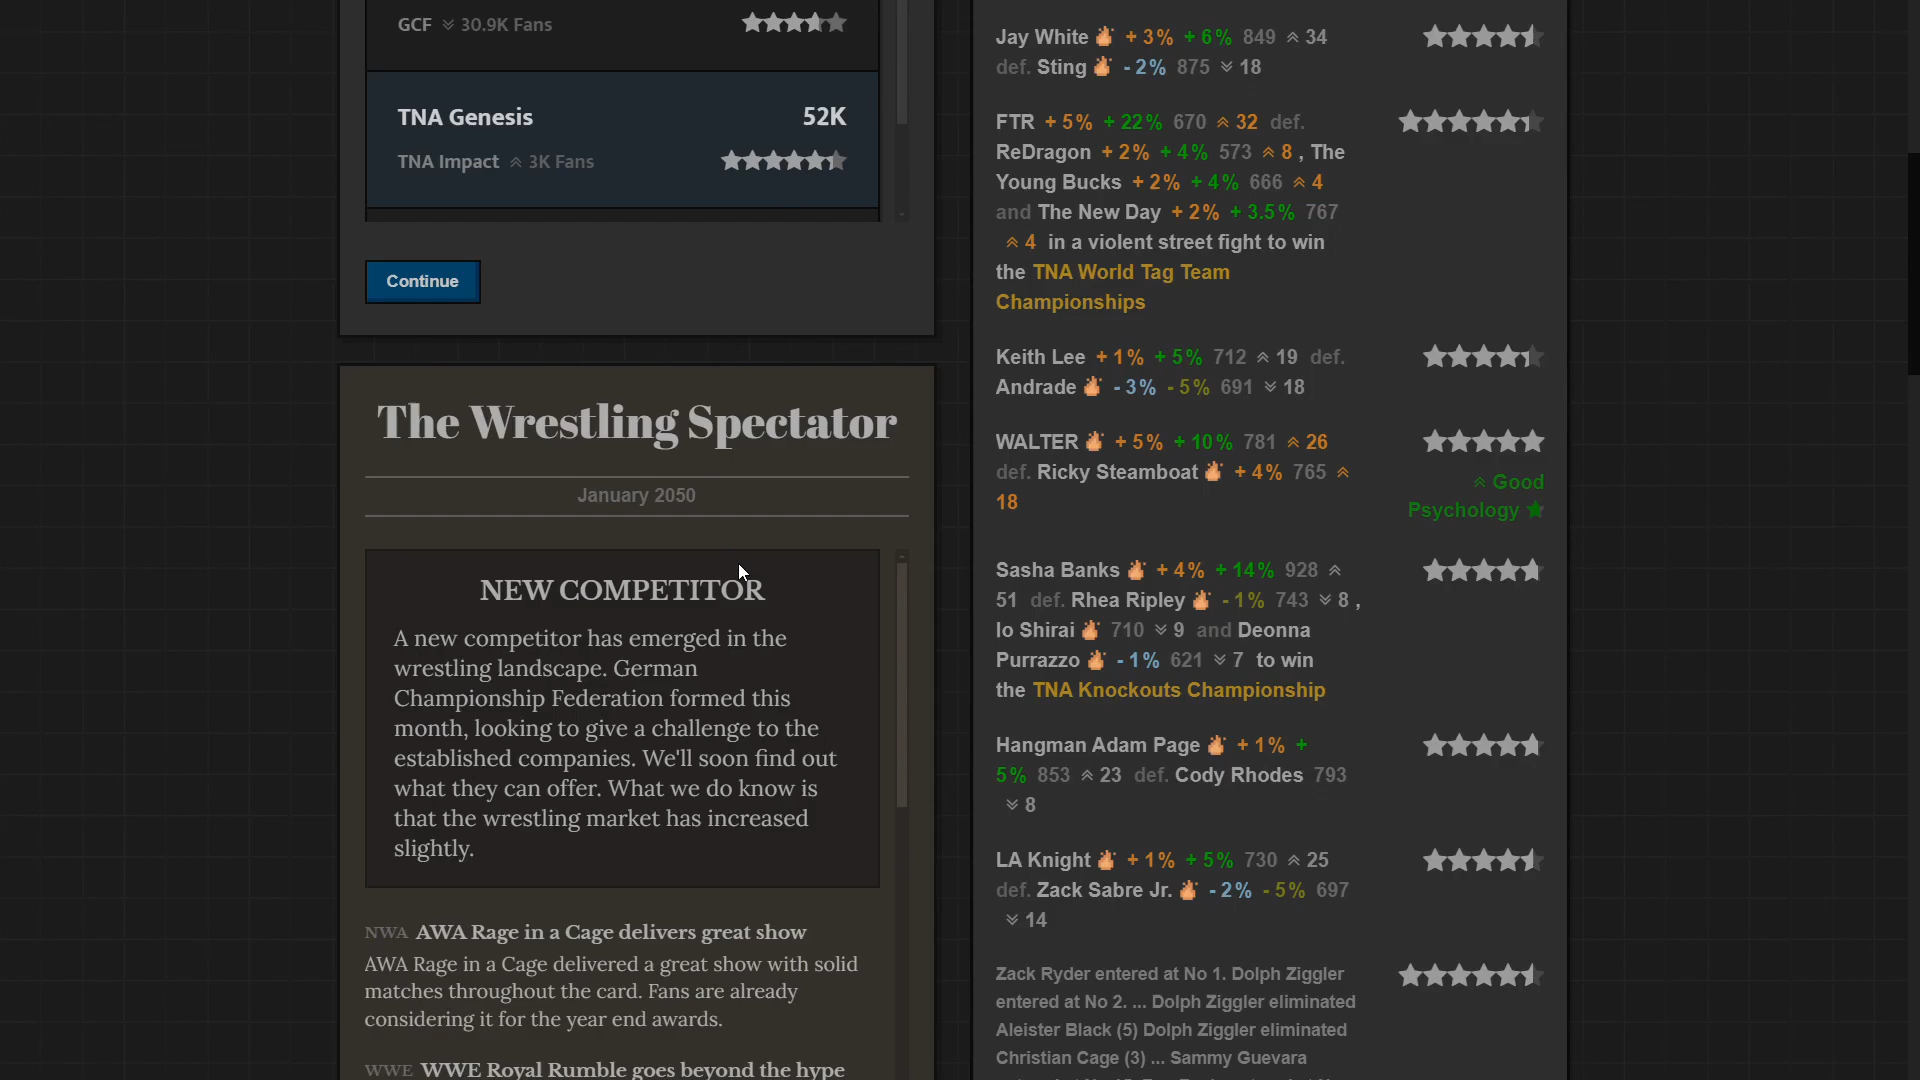 GCF 30.9K Fans
TNA Genesis 52K
TNA Impact 3K Fans
Continue
The Wrestling Spectator
January 2050
NEW COMPETITOR
A new competitor has emerged in the
wrestling landscape. German
Championship Federation formed this
month, looking to give a challenge to the
established companies. We'll soon find out
what they can offer. What we do know is
that the wrestling market has increased
slightly.
NWA AWA Rage in a Cage delivers great show
AWA Rage in a Cage delivered a great show with solid
matches throughout the card. Fans are already
considering it for the year end awards.
WWE WWE Royal Rumble goes beyond the hype
Jay White + 3% + 6% 849 34
def. Sting - 2% 875 18
FTR + 5% + 22% 670 32 def.
ReDragon + 2% + 4% 573 8 , The
Young Bucks + 2% + 4% 666 4
and The New Day + 2% + 3.5% 767
4 in a violent street fight to win
the TNA World Tag Team
Championships
Keith Lee + 1% + 5% 712 19 def.
Andrade - 3% - 5% 691 18
WALTER + 5% + 10% 781 26
def. Ricky Steamboat + 4% 765
18
Good
Psychology
Sasha Banks + 4% + 14% 928
51 def. Rhea Ripley - 1% 743 8 ,
Io Shirai 710 9 and Deonna
Purrazzo - 1% 621 7 to win
the TNA Knockouts Championship
Hangman Adam Page + 1% +
5% 853 23 def. Cody Rhodes 793
8
LA Knight + 1% + 5% 730 25
def. Zack Sabre Jr. - 2% - 5% 697
14
Zack Ryder entered at No 1. Dolph Ziggler
entered at No 2. ... Dolph Ziggler eliminated
Aleister Black (5) Dolph Ziggler eliminated
Christian Cage (3) ... Sammy Guevara